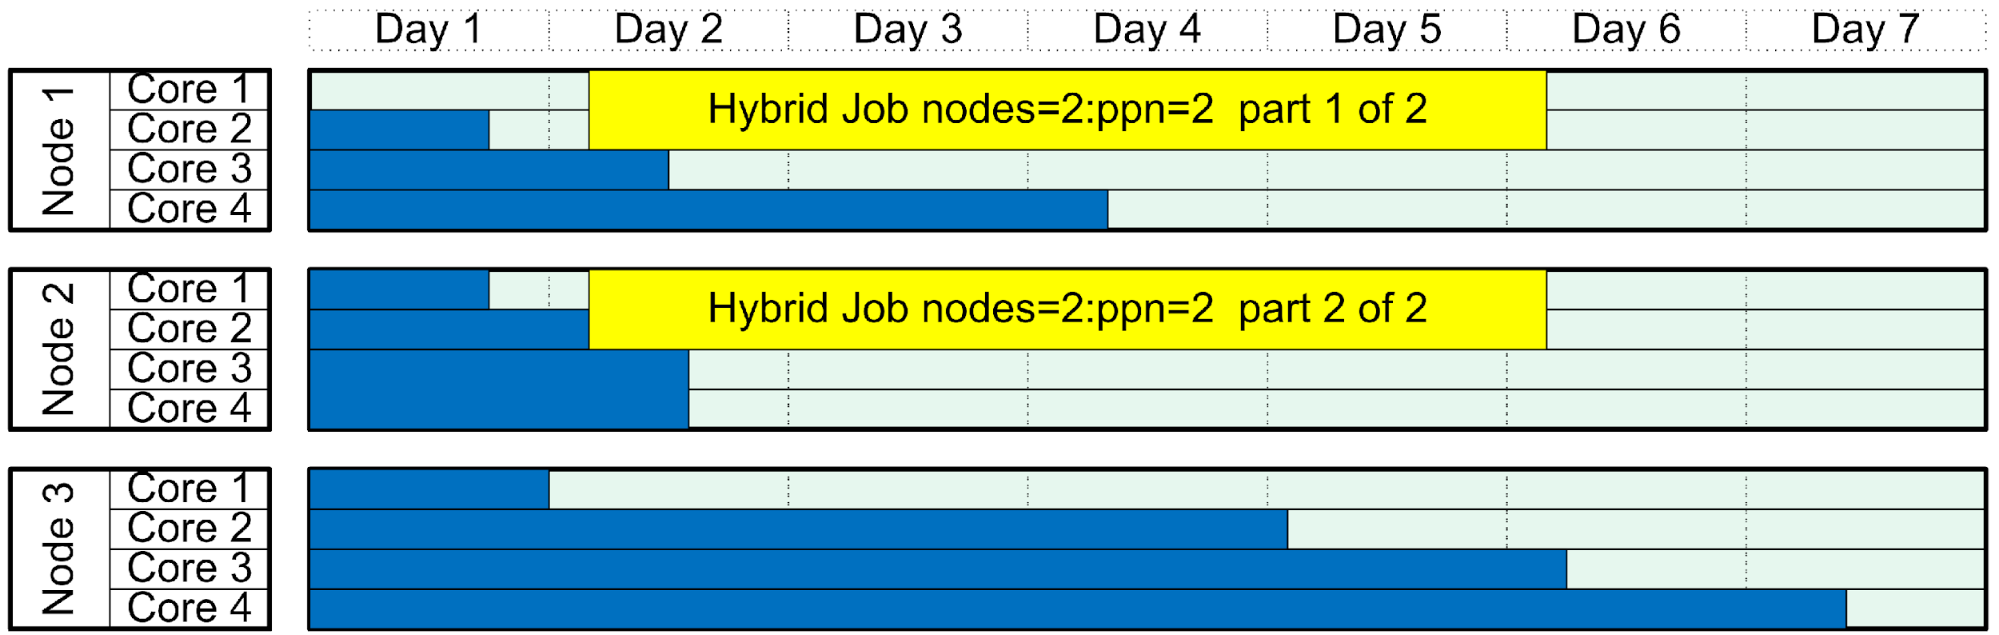 Day 1 Day 2 Day 3 Day 4 Day 5 Day 6 Day 7
Node 1
Core 1
Core 2
Core 3
Core 4
Hybrid Job nodes=2:ppn=2 part 1 of 2
Node 2
Core 1
Core 2
Core 3
Core 4
Hybrid Job nodes=2:ppn=2 part 2 of 2
Node 3
Core 1
Core 2
Core 3
Core 4